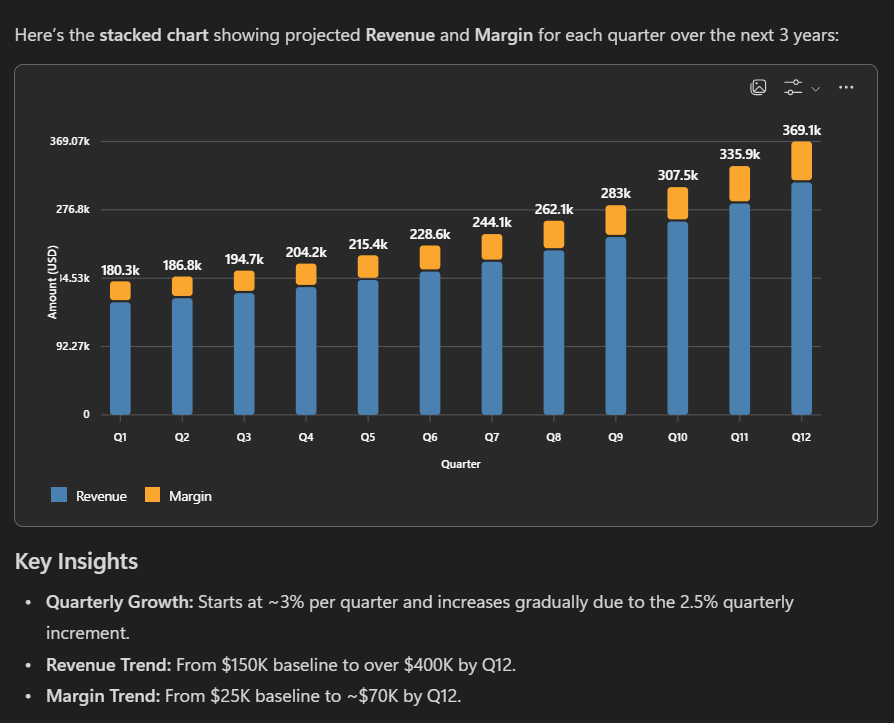 Here's the stacked chart showing projected Revenue and Margin for each quarter over the next 3 years:
369.07k
276.8k
4.53k
92.27k
0
Amount (USD)
180.3k
186.8k
194.7k
204.2k
215.4k
228.6k
244.1k
262.1k
283k
307.5k
335.9k
369.1k
Q1
Q2
Q3
Q4
Q5
Q6
Q7
Q8
Q9
Q10
Q11
Q12
Quarter
Revenue
Margin
Key Insights
• Quarterly Growth: Starts at ~3% per quarter and increases gradually due to the 2.5% quarterly
increment.
• Revenue Trend: From $150K baseline to over $400K by Q12.
• Margin Trend: From $25K baseline to ~$70K by Q12.